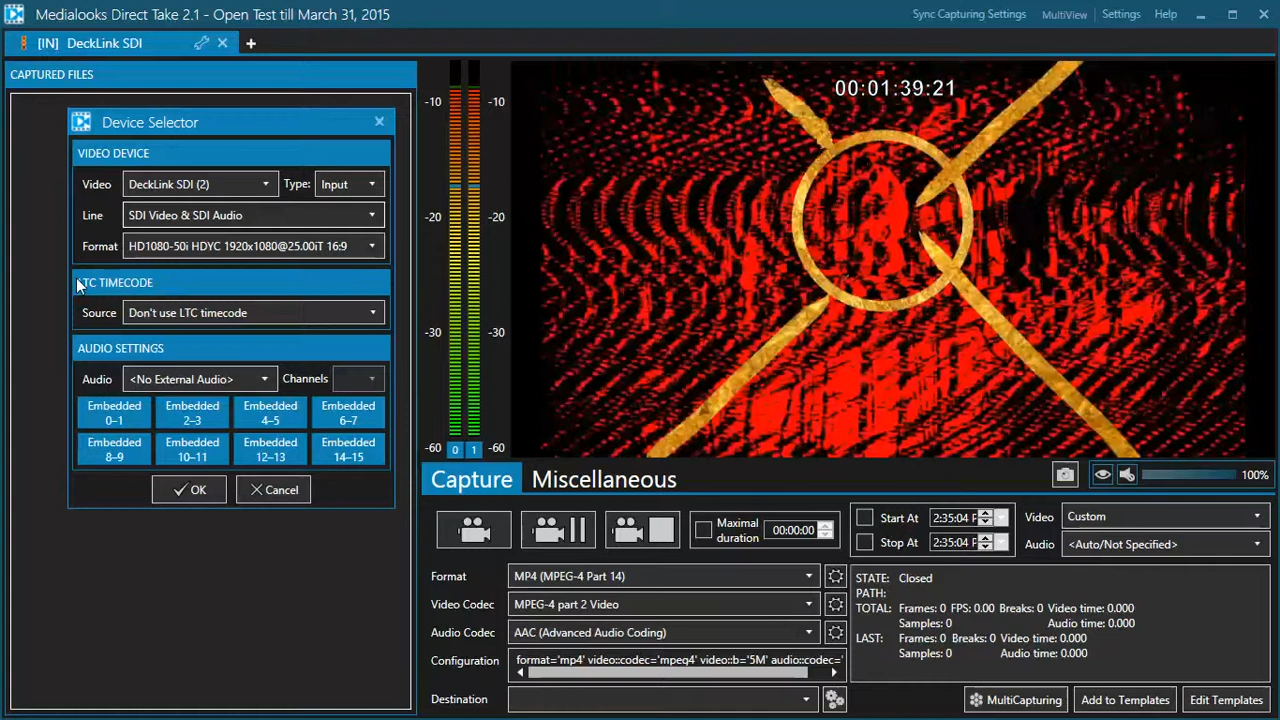 Medialooks Direct Take 2.1 - Open Test till March 31, 2015
Sync Capturing Settings
MultiView
Settings
Help
[IN] DeckLink SDI
CAPTURED FILES
Device Selector
VIDEO DEVICE
Video
DeckLink SDI (3)
Type:
Input
Line
SDI Video & SDI Audio
Format
HD1080-50i HDYC 1920x1080@25.00iT 16:9
LTC TIMECODE
Source
Don't use LTC timecode
AUDIO SETTINGS
Audio
<No External Audio>
Channels
Embedded
0–1
Embedded
2–3
Embedded
4–5
Embedded
6–7
Embedded
8–9
Embedded
10–11
Embedded
12–13
Embedded
14–15
OK
Cancel
-10
-20
-30
-60
-10
-20
-30
-60
0
1
00:01:39:21
Capture
Miscellaneous
100%
Maximal
duration
00:00:00
Start At
2:35:04
Stop At
2:35:04
Video
Custom
Audio
<Auto/Not Specified>
Format
MP4 (MPEG-4 Part 14)
Video Codec
MPEG-4 part 2 Video
Audio Codec
AAC (Advanced Audio Coding)
Configuration
format='mp4' video::codec='mpeg4' video::b='5M' audio::codec='
Destination
STATE: Closed
PATH:
TOTAL: Frames: 0 FPS: 0.00 Breaks: 0 Video time: 0.000
Samples: 0 Audio time: 0.000
LAST: Frames: 0 Breaks: 0 Video time: 0.000
Samples: 0 Audio time: 0.000
MultiCapturing
Add to Templates
Edit Templates